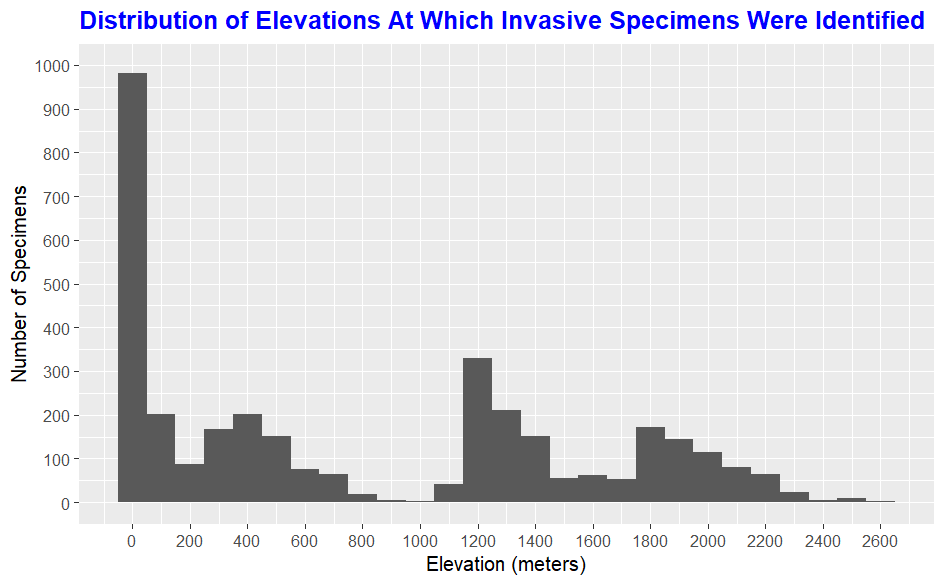 Distribution of Elevations At Which Invasive Specimens Were Identified
1000
900
800
700
600
500
400
300
200
100
0
Number of Specimens
0 200 400 600 800 1000 1200 1400 1600 1800 2000 2200 2400 2600
Elevation (meters)